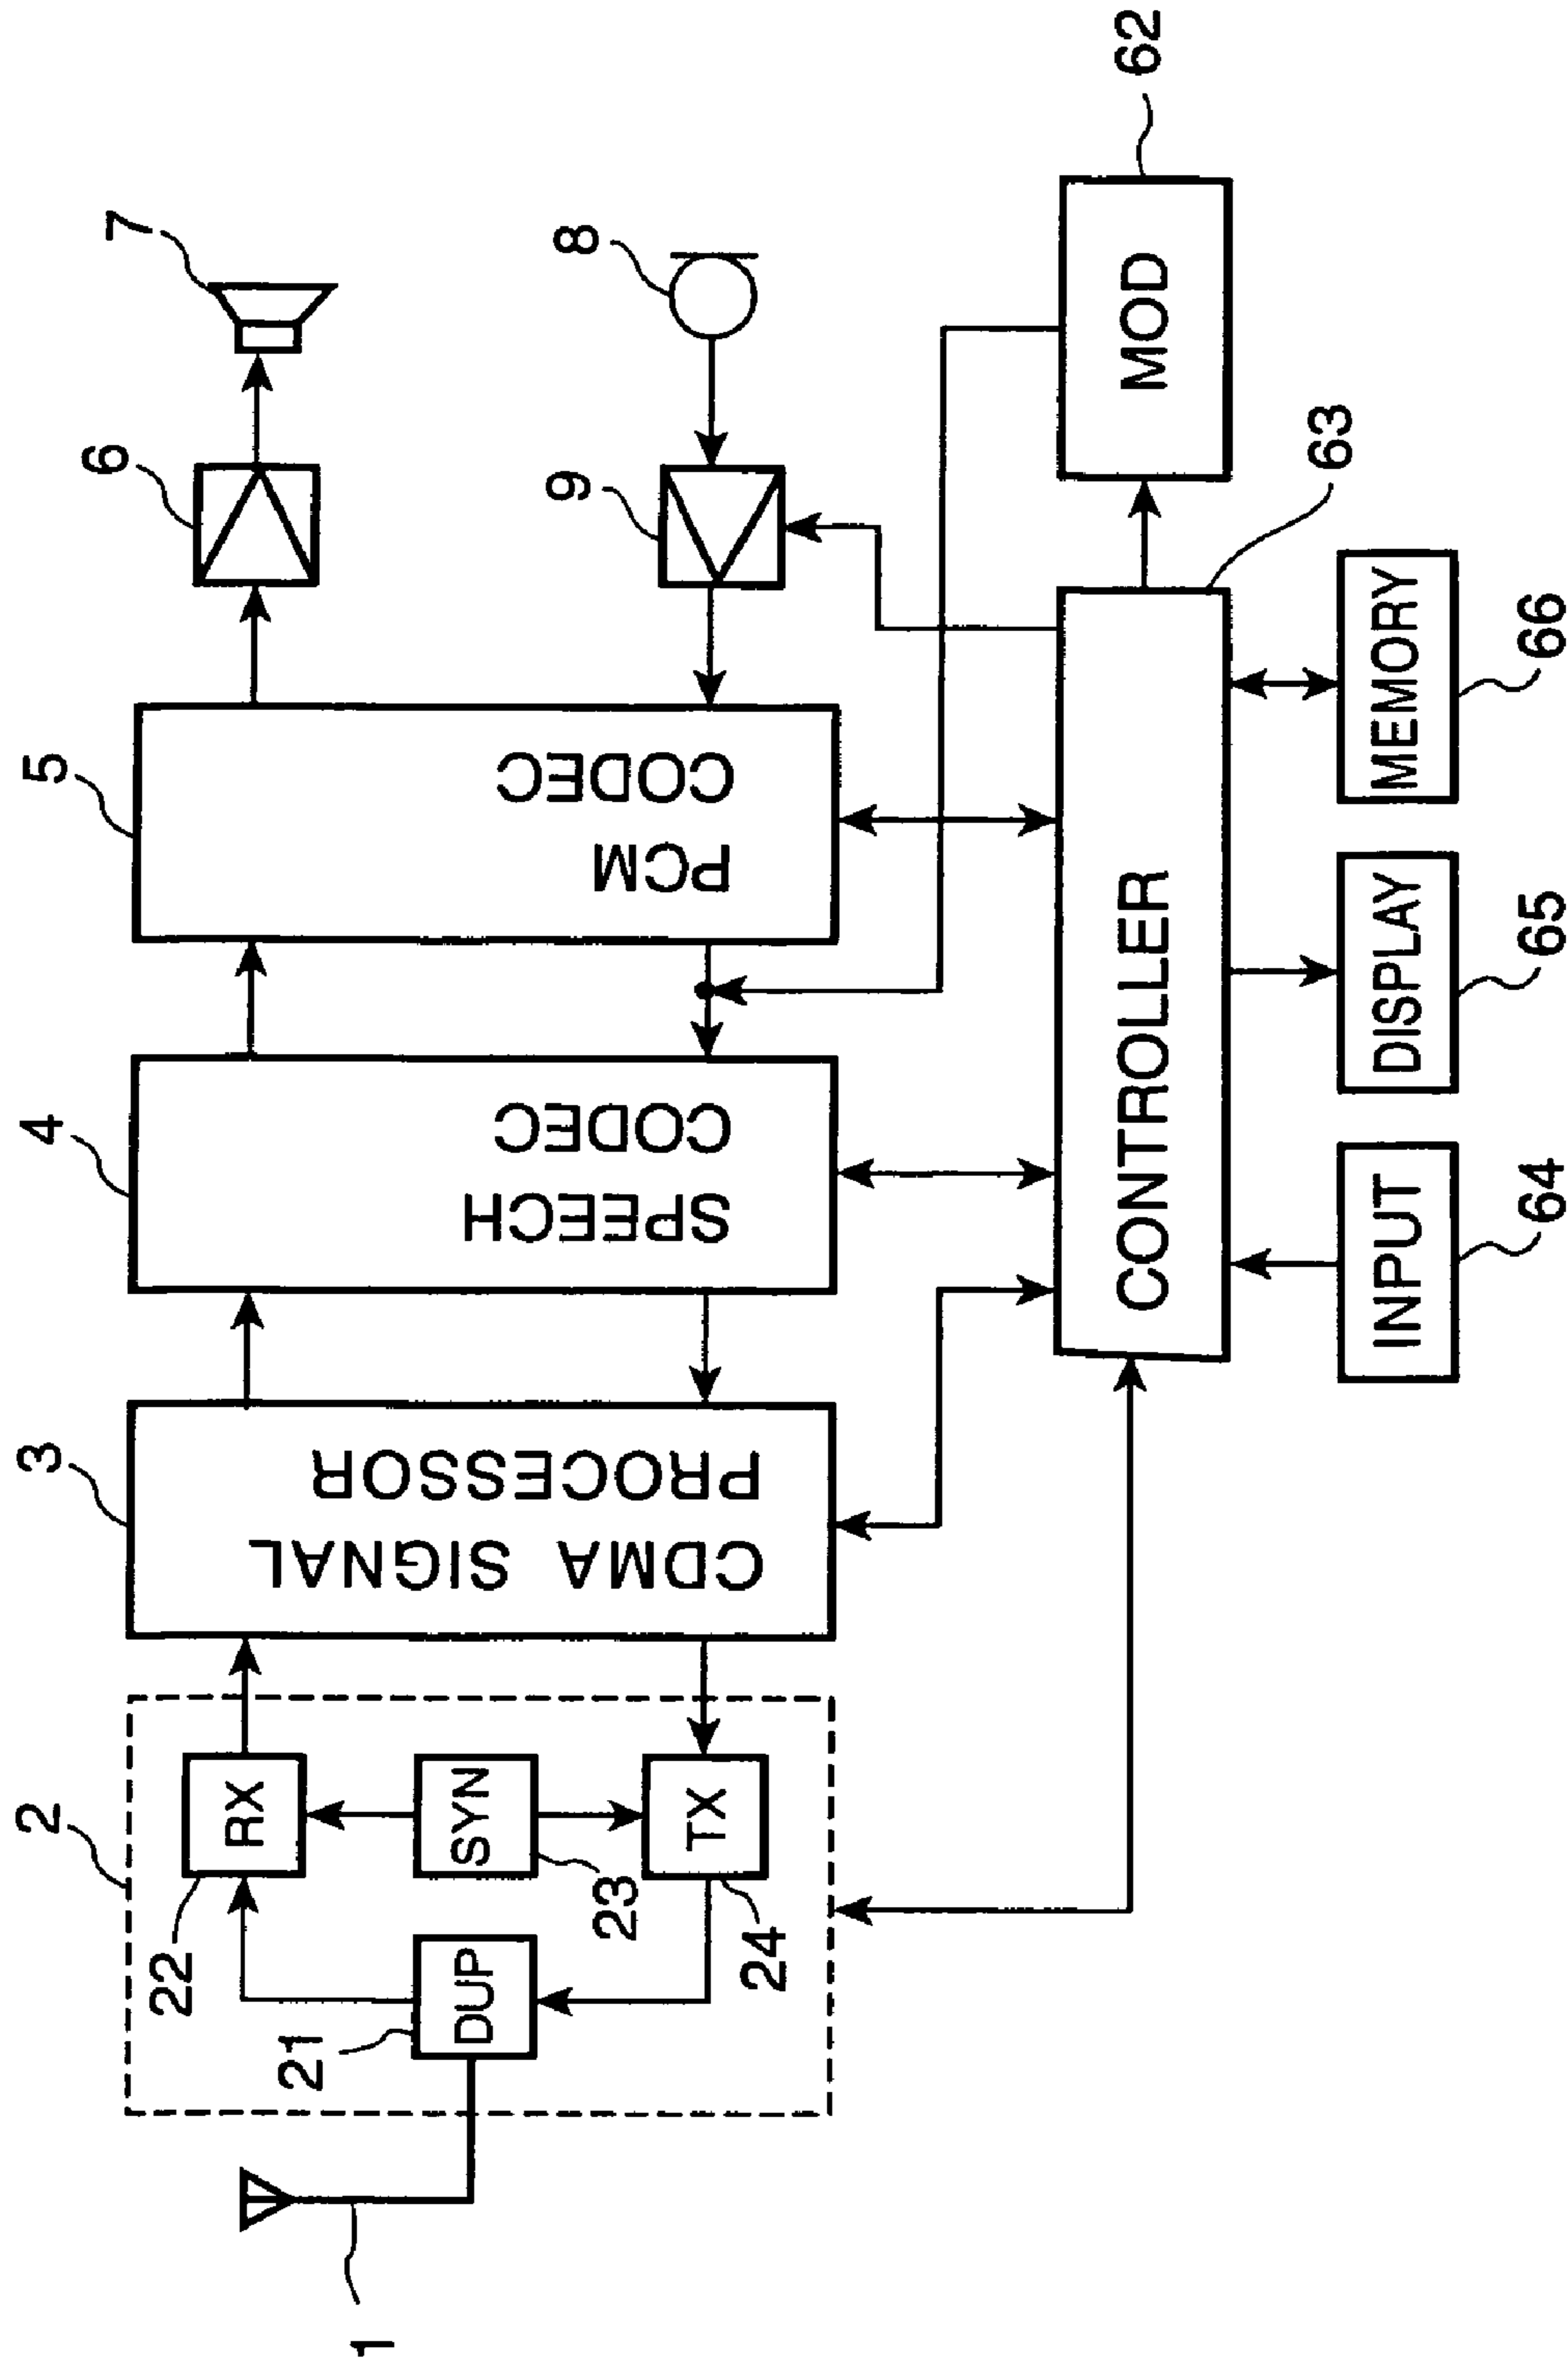 1
2
3
4
5
6
7
21
DUP
22
RX
SYN
23
TX
24
CDMA SIGNAL
PROCESSOR
SPEECH
CODEC
PCM
CODEC
9
8
CONTROLLER
63
MOD
62
INPUT
64
DISPLAY
65
MEMORY
66